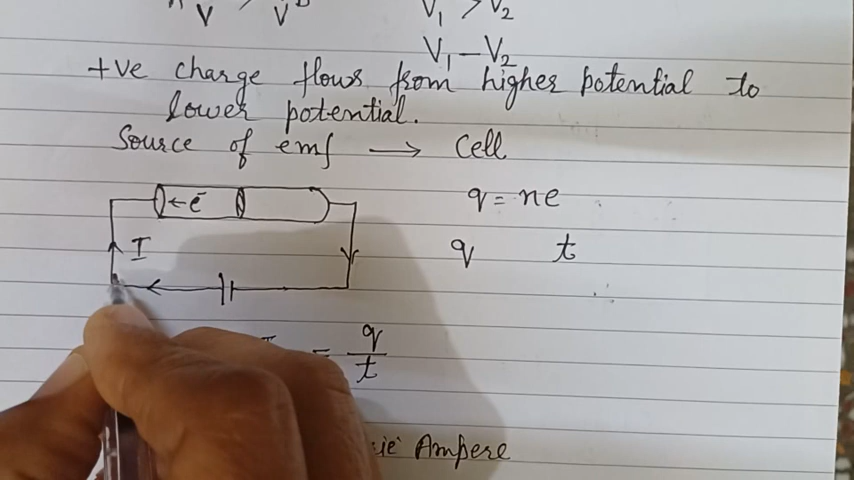 V > V V₁ > V₂
V₁ – V₂
+ve charge flows from higher potential to
lower potential.
Source of emf → Cell
← e⁻ q = ne
I q t
= q/t
Ampere